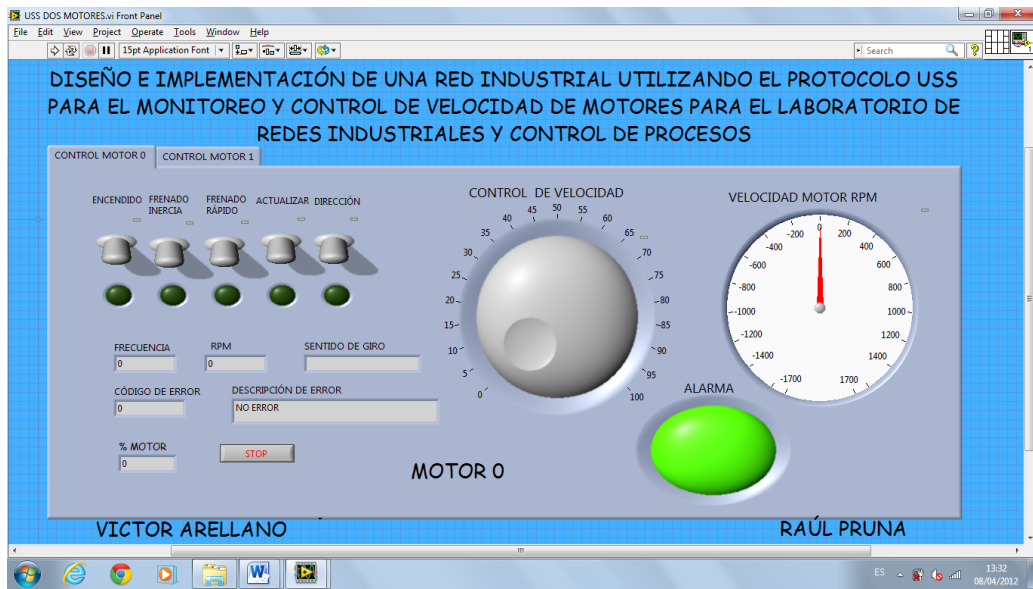 USS DOS MOTORES.vi Front Panel
File Edit View Project Operate Tools Window Help
15pt Application Font
Search
DISEÑO E IMPLEMENTACIÓN DE UNA RED INDUSTRIAL UTILIZANDO EL PROTOCOLO USS
PARA EL MONITOREO Y CONTROL DE VELOCIDAD DE MOTORES PARA EL LABORATORIO DE
REDES INDUSTRIALES Y CONTROL DE PROCESOS
CONTROL MOTOR 0 CONTROL MOTOR 1
ENCENDIDO
FRENADO
INERCIA
FRENADO
RÁPIDO
ACTUALIZAR
DIRECCIÓN
CONTROL DE VELOCIDAD
0
5
10
15
20
25
30
35
40
45
50
55
60
65
70
75
80
85
90
95
100
VELOCIDAD MOTOR RPM
-1700
-1400
-1200
-1000
-800
-600
-400
-200
0
200
400
600
800
1000
1200
1400
1700
FRECUENCIA
0
RPM
0
SENTIDO DE GIRO
CÓDIGO DE ERROR
0
DESCRIPCIÓN DE ERROR
NO ERROR
% MOTOR
0
STOP
ALARMA
MOTOR 0
VICTOR ARELLANO
RAÚL PRUNA
ES
13:32
08/04/2012